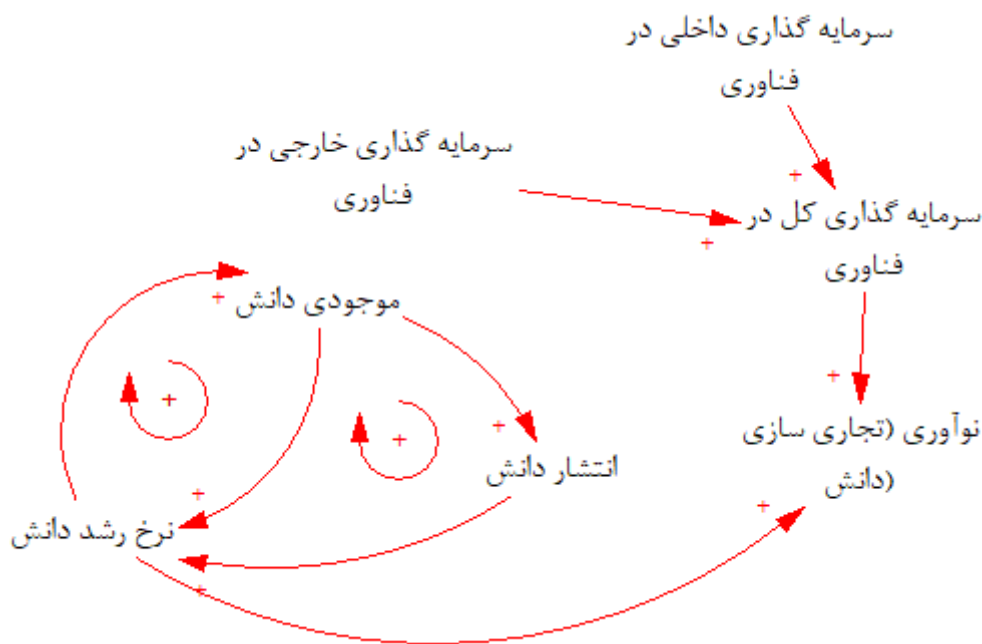 سرمایه گذاری داخلی در
فناوری
سرمایه گذاری خارجی در
فناوری
+
سرمایه گذاری کل در
فناوری
+
موجودی دانش
+
+
+
+
+
نوآوری (تجاری سازی
(دانش
+
انتشار دانش
+
+
نرخ رشد دانش
+